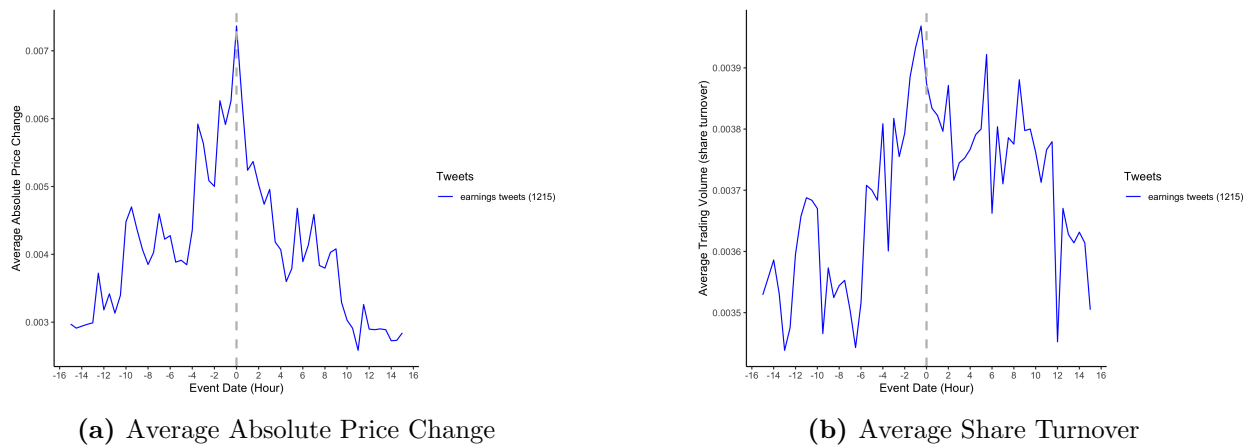 Average Absolute Price Change
0.007
0.006
0.005
0.004
0.003
-16 -14 -12 -10 -8 -6 -4 -2 0 2 4 6 8 10 12 14 16
Event Date (Hour)
Tweets
earnings tweets (1215)
(a) Average Absolute Price Change
Average Trading Volume (share turnover)
0.0039
0.0038
0.0037
0.0036
0.0035
-16 -14 -12 -10 -8 -6 -4 -2 0 2 4 6 8 10 12 14 16
Event Date (Hour)
Tweets
earnings tweets (1215)
(b) Average Share Turnover